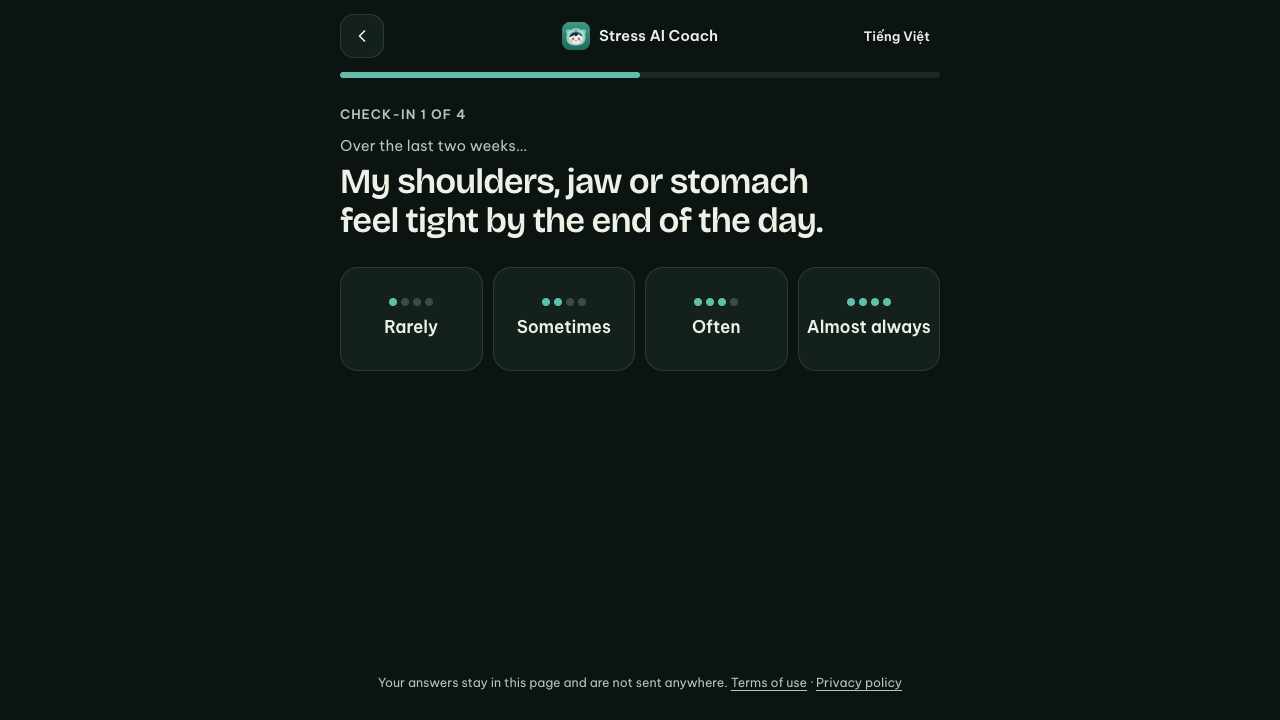 Stress AI Coach
Tiếng Việt
CHECK-IN 1 OF 4
Over the last two weeks…
My shoulders, jaw or stomach
feel tight by the end of the day.
Rarely
Sometimes
Often
Almost always
Your answers stay in this page and are not sent anywhere. Terms of use · Privacy policy